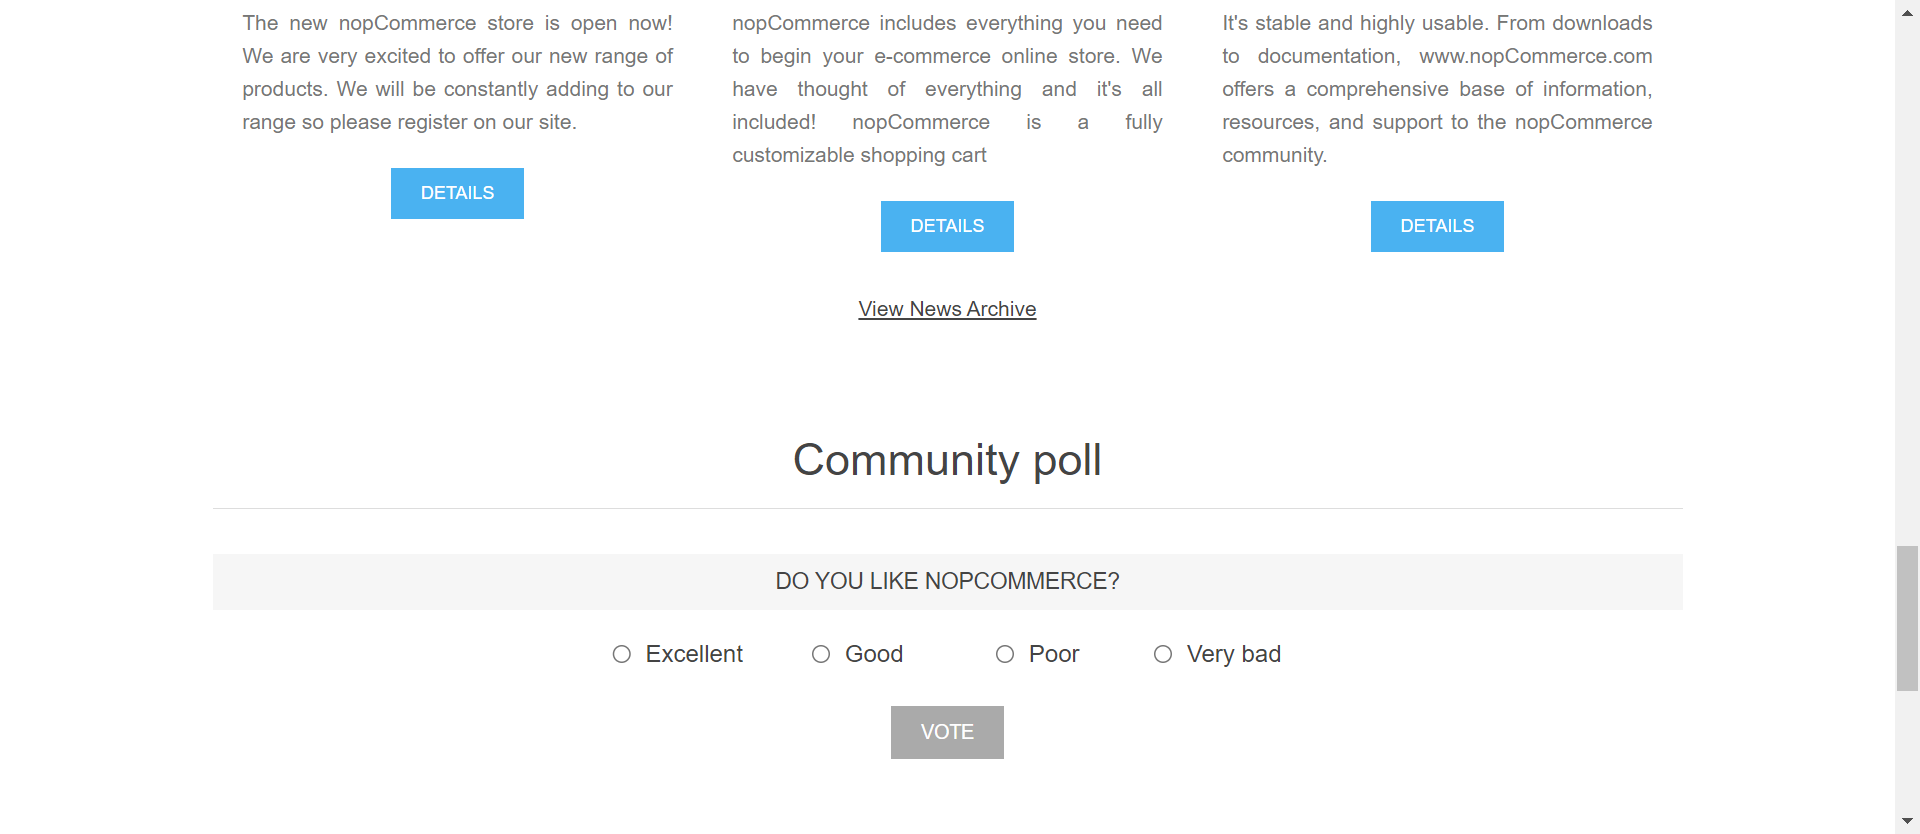 The new nopCommerce store is open now!
We are very excited to offer our new range of
products. We will be constantly adding to our
range so please register on our site.
DETAILS
nopCommerce includes everything you need
to begin your e-commerce online store. We
have thought of everything and it's all
included! nopCommerce is a fully
customizable shopping cart
DETAILS
It's stable and highly usable. From downloads
to documentation, www.nopCommerce.com
offers a comprehensive base of information,
resources, and support to the nopCommerce
community.
DETAILS
View News Archive
Community poll
DO YOU LIKE NOPCOMMERCE?
Excellent Good Poor Very bad
VOTE